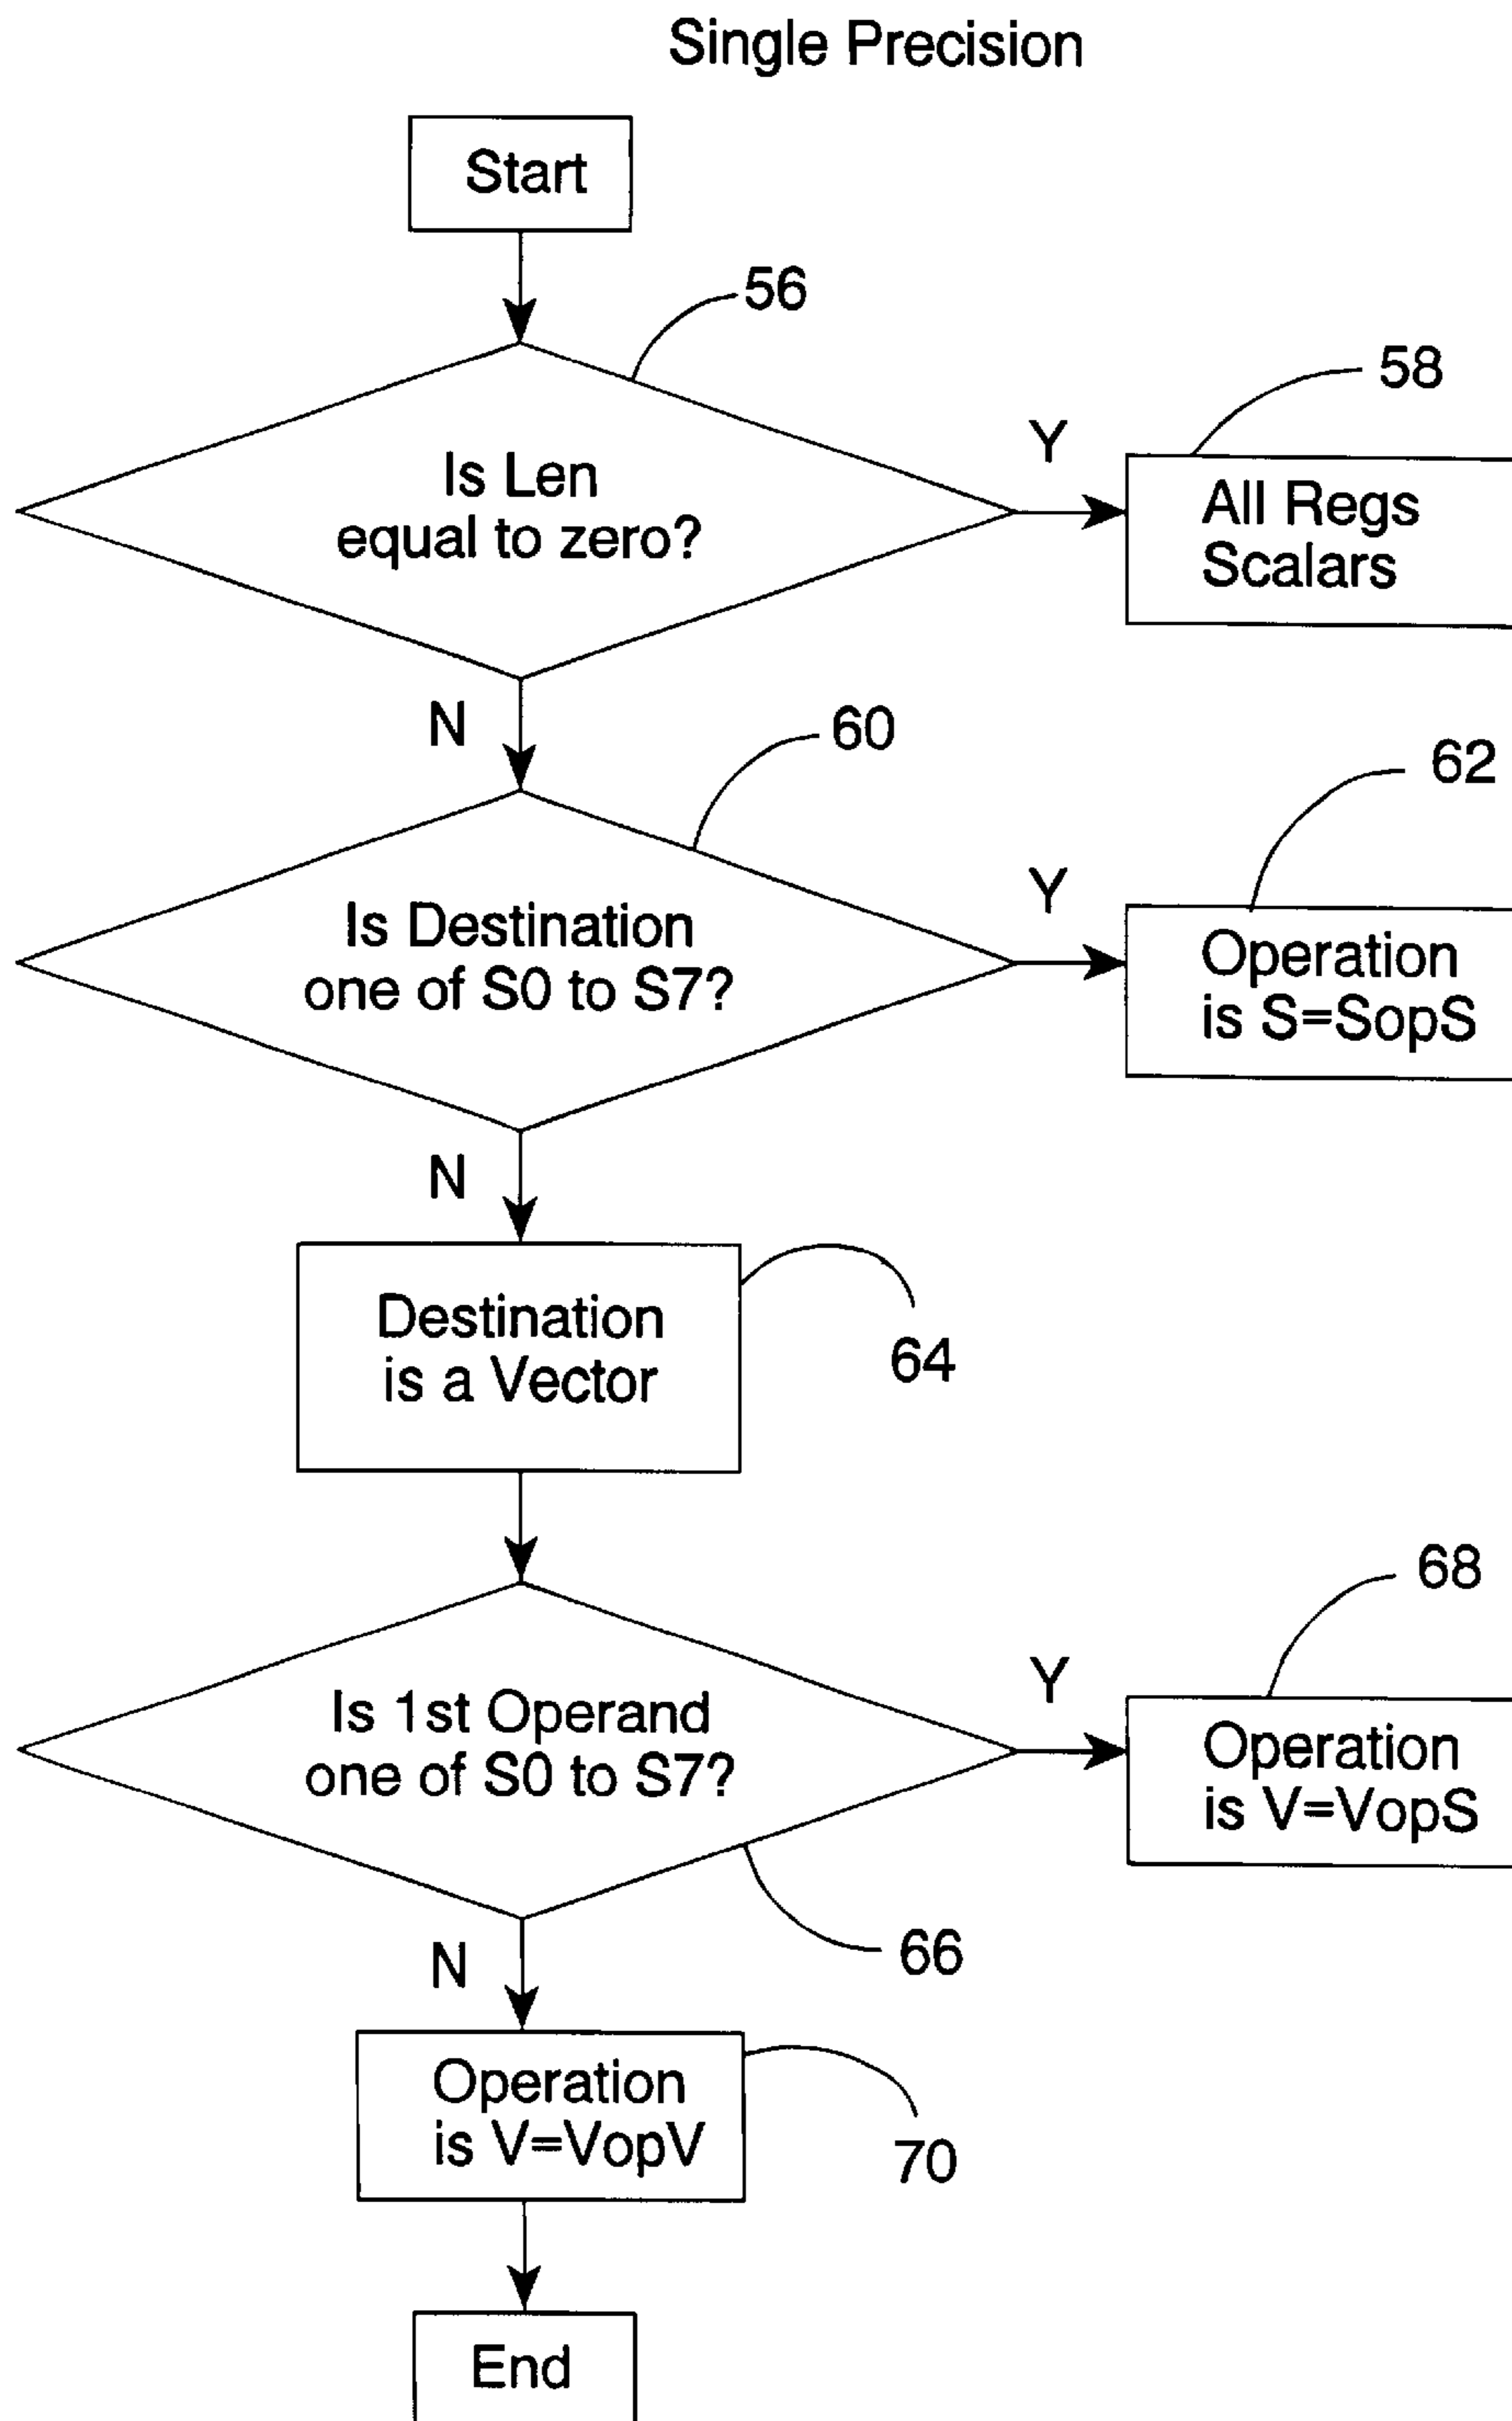 Single Precision
Start
56
Is Len
equal to zero?
Y
58
All Regs
Scalars
N
60
Is Destination
one of S0 to S7?
Y
62
Operation
is S=SopS
N
Destination
is a Vector
64
Is 1st Operand
one of S0 to S7?
Y
68
Operation
is V=VopS
66
N
Operation
is V=VopV
70
End